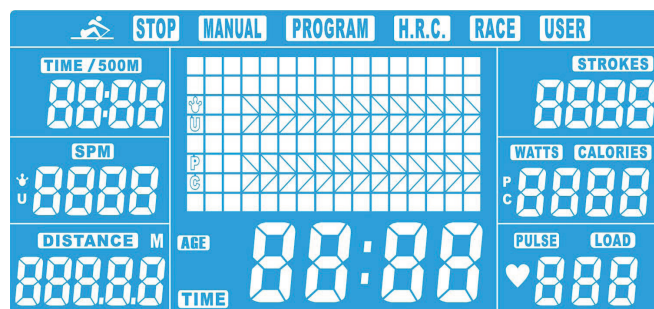 STOP MANUAL PROGRAM H.R.C. RACE USER
TIME / 500M
88:88
STROKES
8888
U
P
C
SPM
U
8888
WATTS CALORIES
P
C
8888
DISTANCE M
888.8.8
AGE
TIME
88:88
PULSE LOAD
888